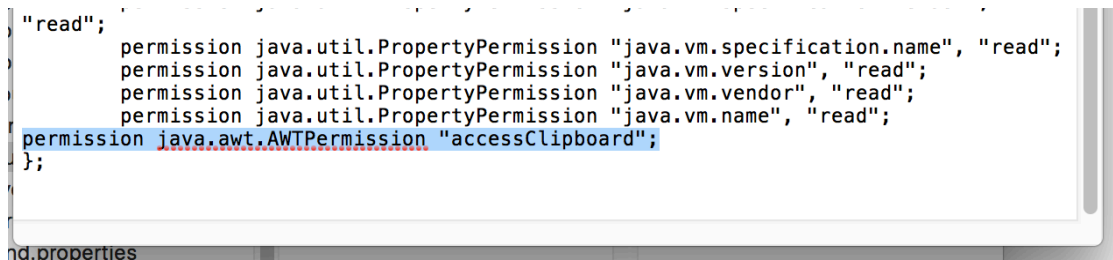 "read";
permission java.util.PropertyPermission "java.vm.specification.name", "read";
permission java.util.PropertyPermission "java.vm.version", "read";
permission java.util.PropertyPermission "java.vm.vendor", "read";
permission java.util.PropertyPermission "java.vm.name", "read";
permission java.awt.AWTPermission "accessClipboard";
};
nd.properties